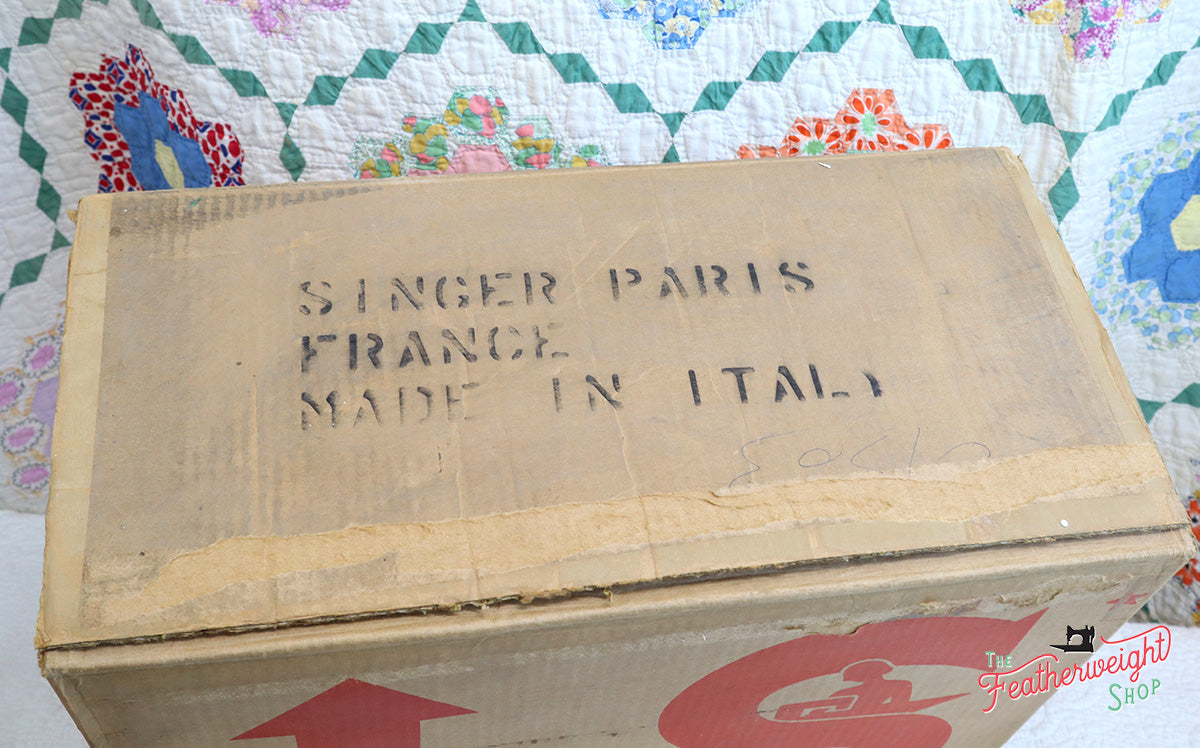 SINGER PARIS
FRANCE
MADE IN ITALY
THE
Featherweight
SHOP